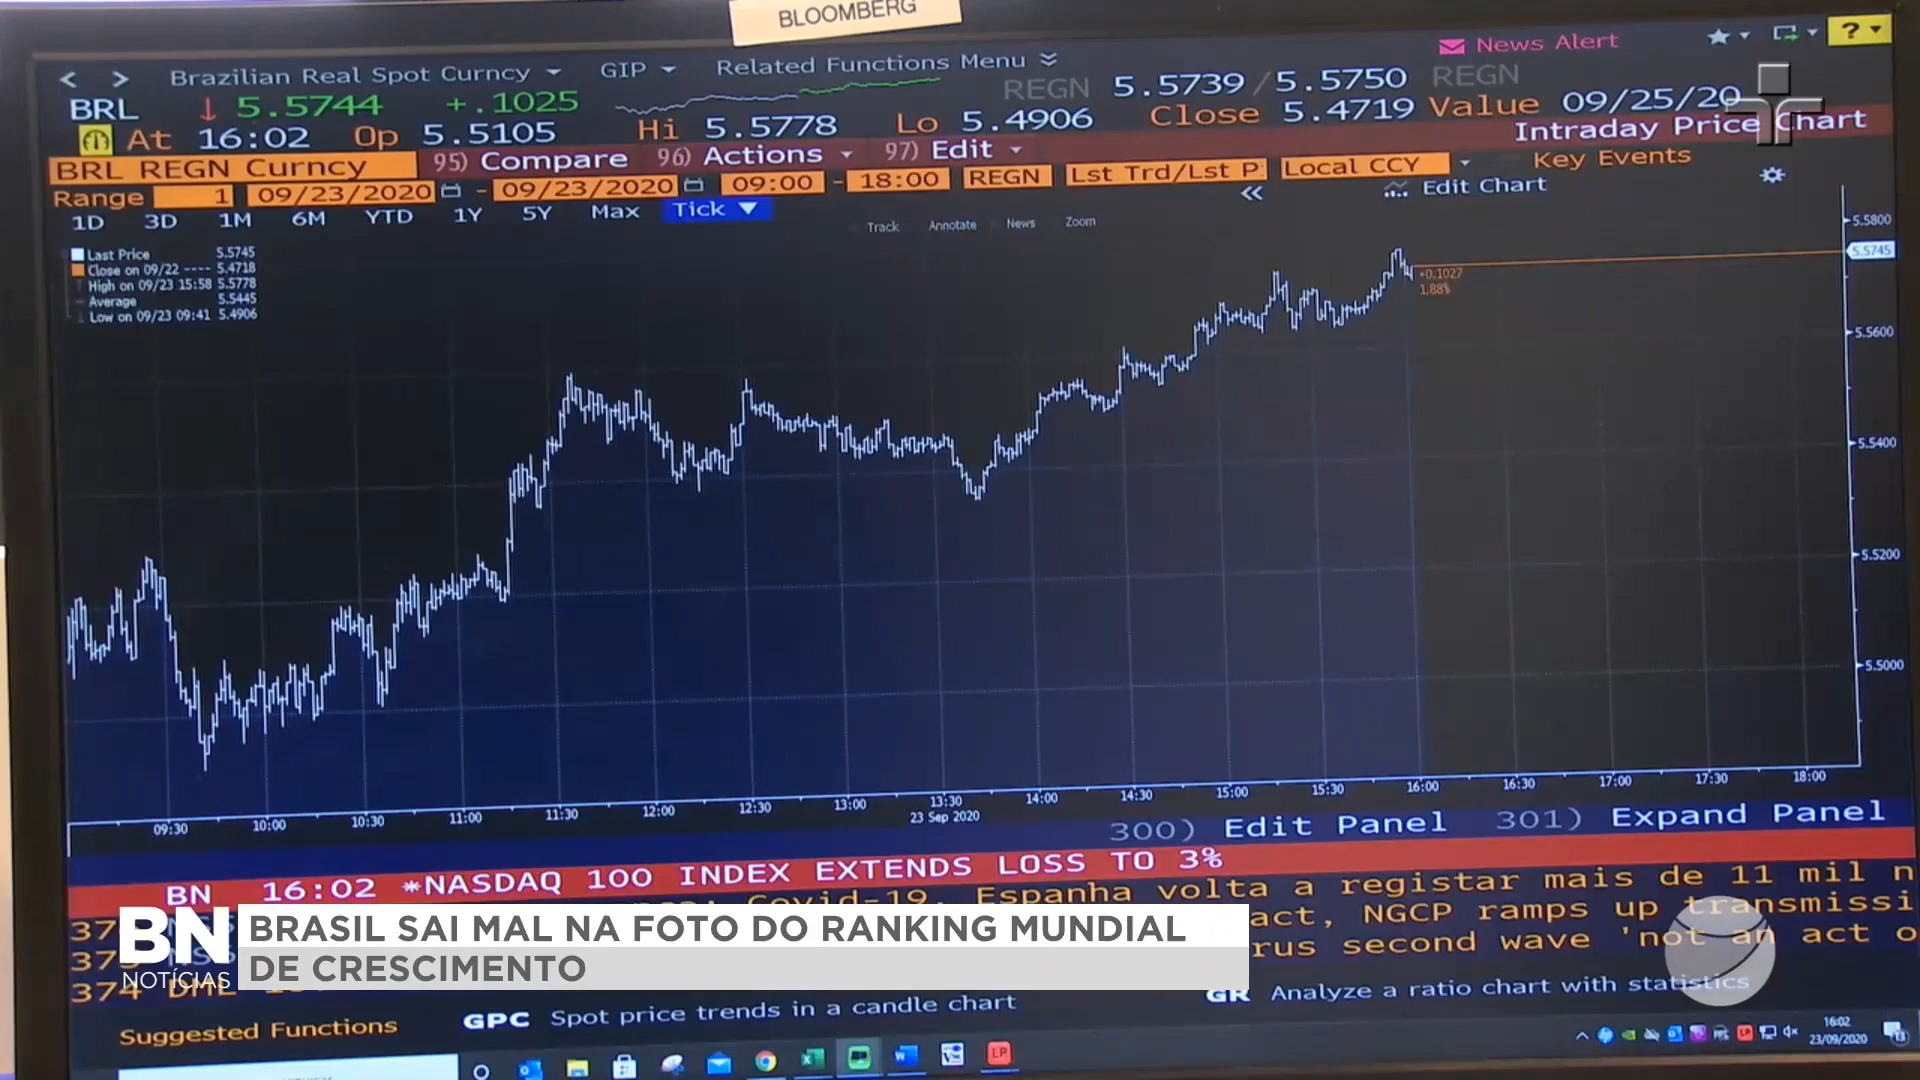 BLOOMBERG
< > Brazilian Real Spot Curncy GIP Related Functions Menu
News Alert
?
BRL 5.5744 +.1025 REGN 5.5739 / 5.5750 REGN
At 16:02 Op 5.5105 Hi 5.5778 Lo 5.4906 Close 5.4719 Value 09/25/20
BRL REGN Curncy 95) Compare 96) Actions 97) Edit Intraday Price Chart
Range 1 09/23/2020 - 09/23/2020 09:00 - 18:00 REGN Lst Trd/Lst P Local CCY Key Events
1D 3D 1M 6M YTD 1Y 5Y Max Tick « Edit Chart
Track Annotate News Zoom
Last Price 5.5745
Close on 09/22 ---- 5.4718
High on 09/23 15:58 5.5778
Average 5.5445
Low on 09/23 09:41 5.4906
+0.1027
1.88%
5.5800
5.5745
5.5600
5.5400
5.5200
5.5000
09:30 10:00 10:30 11:00 11:30 12:00 12:30 13:00 13:30 14:00 14:30 15:00 15:30 16:00 16:30 17:00 17:30 18:00
23 Sep 2020
300) Edit Panel 301) Expand Panel
BN 16:02 *NASDAQ 100 INDEX EXTENDS LOSS TO 3%
Covid-19, Espanha volta a registar mais de 11 mil n
act, NGCP ramps up transmissi
rus second wave 'not an act o
374
BN
NOTÍCIAS
BRASIL SAI MAL NA FOTO DO RANKING MUNDIAL
DE CRESCIMENTO
Suggested Functions GPC Spot price trends in a candle chart GR Analyze a ratio chart with statistics
16:02
23/09/2020